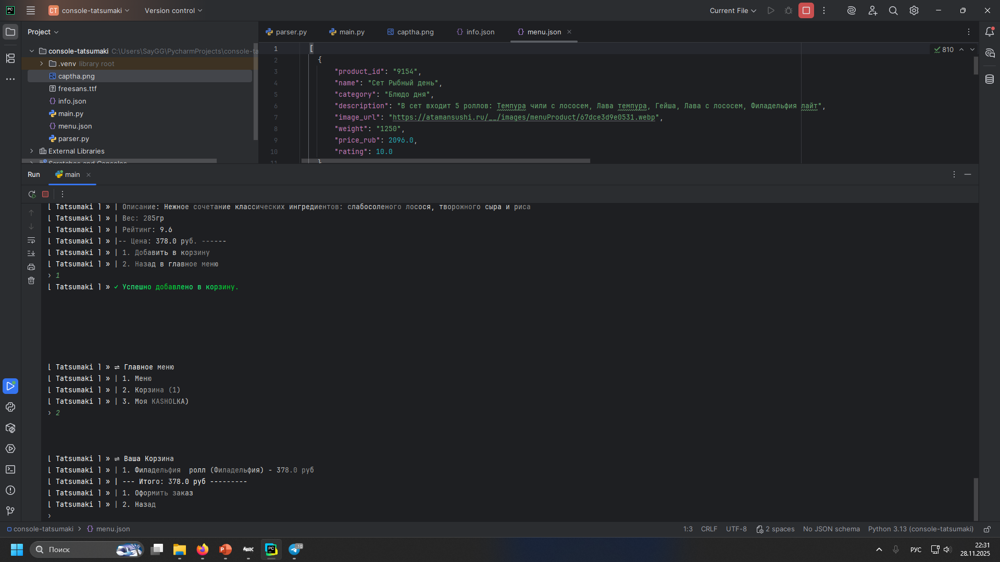 PC
CT console-tatsumaki
Version control
Current File
Project
parser.py
main.py
captha.png
info.json
menu.json
console-tatsumaki C:\Users\SayGG\PycharmProjects\console-ta
.venv library root
captha.png
freesans.ttf
info.json
main.py
menu.json
parser.py
External Libraries
Scratches and Consoles
810
1 [
2 {
3 "product_id": "9154",
4 "name": "Сет Рыбный день",
5 "category": "Блюдо дня",
6 "description": "В сет входит 5 роллов: Темпура чили с лососем, Лава темпура, Гейша, Лава с лососем, Филадельфия лайт",
7 "image_url": "https://atamansushi.ru/__/images/menuProduct/67dce3d9e0531.webp",
8 "weight": "1250",
9 "price_rub": 2096.0,
10 "rating": 10.0
11 }
Run
main
⌊ Tatsumaki ⌉ » | Описание: Нежное сочетание классических ингредиентов: слабосоленого лосося, творожного сыра и риса
⌊ Tatsumaki ⌉ » | Вес: 285гр
⌊ Tatsumaki ⌉ » | Рейтинг: 9.6
⌊ Tatsumaki ⌉ » |-- Цена: 378.0 руб. ------
⌊ Tatsumaki ⌉ » | 1. Добавить в корзину
⌊ Tatsumaki ⌉ » | 2. Назад в главное меню
› 1
⌊ Tatsumaki ⌉ » ✓ Успешно добавлено в корзину.
⌊ Tatsumaki ⌉ » ⇌ Главное меню
⌊ Tatsumaki ⌉ » | 1. Меню
⌊ Tatsumaki ⌉ » | 2. Корзина (1)
⌊ Tatsumaki ⌉ » | 3. Моя KASHOLKA)
› 2
⌊ Tatsumaki ⌉ » ⇌ Ваша Корзина
⌊ Tatsumaki ⌉ » | 1. Филадельфия  ролл (Филадельфия) - 378.0 руб
⌊ Tatsumaki ⌉ » | --- Итого: 378.0 руб ---------
⌊ Tatsumaki ⌉ » | 1. Оформить заказ
⌊ Tatsumaki ⌉ » | 2. Назад
›
console-tatsumaki › menu.json
1:3 CRLF UTF-8 2 spaces No JSON schema Python 3.13 (console-tatsumaki)
Поиск
PC
10
РУС
22:31
28.11.2025